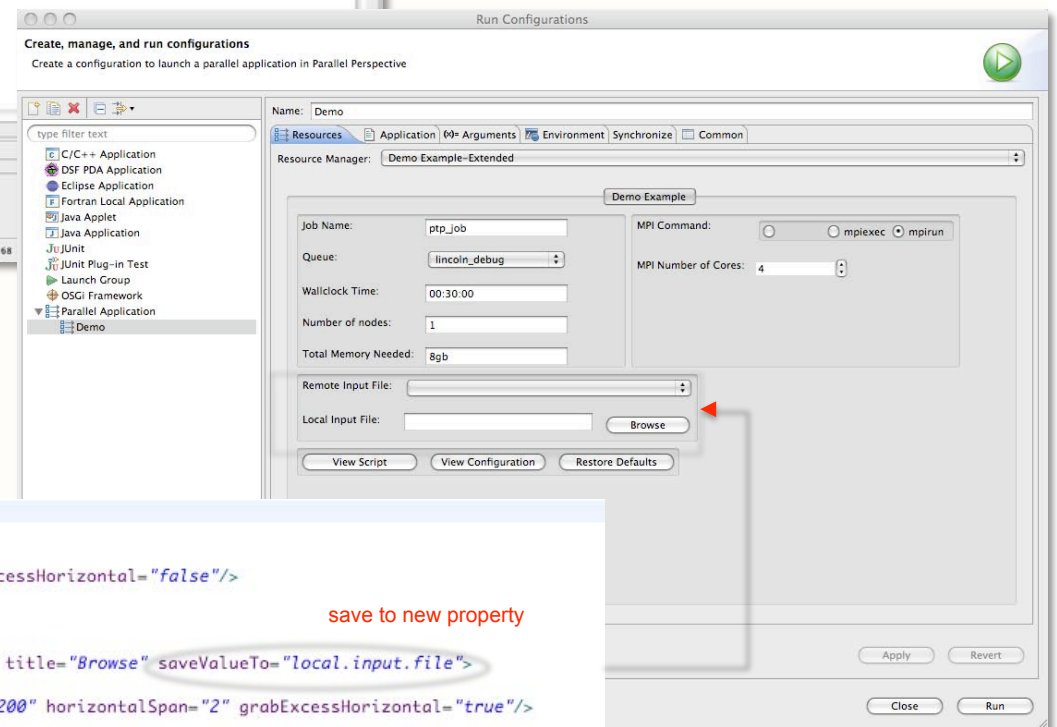 Run Configurations
Create, manage, and run configurations
Create a configuration to launch a parallel application in Parallel Perspective
Name: Demo
type filter text
Resources Application (x)= Arguments Environment Synchronize Common
C/C++ Application
DSF PDA Application
Eclipse Application
Fortran Local Application
Java Applet
Java Application
JUnit
JUnit Plug-in Test
Launch Group
OSGi Framework
Parallel Application
Demo
68
Resource Manager: Demo Example-Extended
Demo Example
Job Name: ptp_job
Queue: lincoln_debug
Wallclock Time: 00:30:00
Number of nodes: 1
Total Memory Needed: 8gb
MPI Command: mpiexec mpirun
MPI Number of Cores: 4
Remote Input File:
Local Input File: Browse
View Script View Configuration Restore Defaults
cessHorizontal="false"/>
save to new property
title="Browse" saveValueTo="local.input.file">
200" horizontalSpan="2" grabExcessHorizontal="true"/>
Apply Revert
Close Run